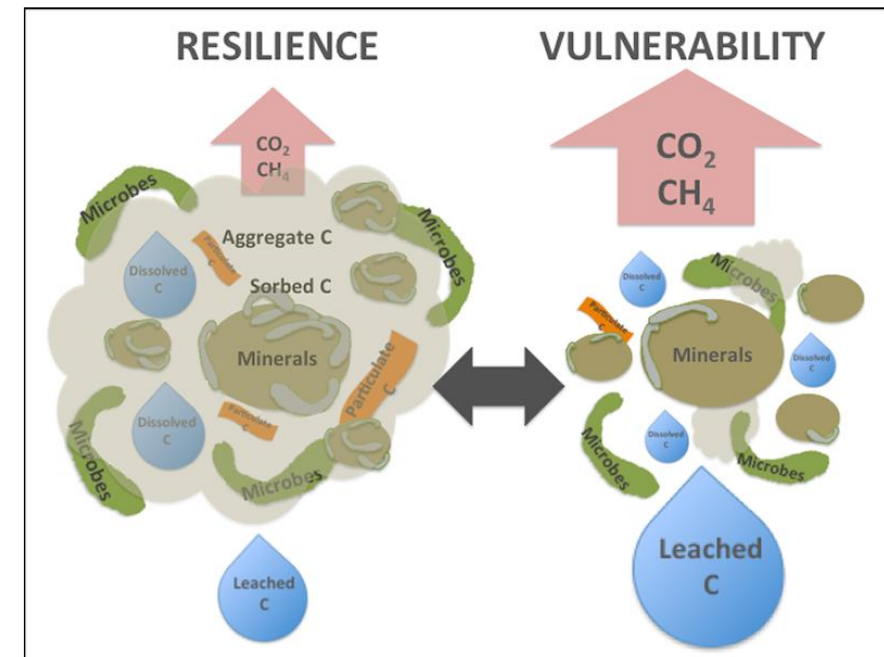 RESILIENCE
CO₂
CH₄
Microbes
Microbes
Aggregate C
Particulate
C
Dissolved
C
Sorbed C
Minerals
Particulate
C
Dissolved
C
Particulate
C
Microbes
Microbes
Leached
C
VULNERABILITY
CO₂
CH₄
Microbes
Dissolved
C
Particulate
C
Minerals
Dissolved
C
Dissolved
C
Microbes
Microbes
Leached
C